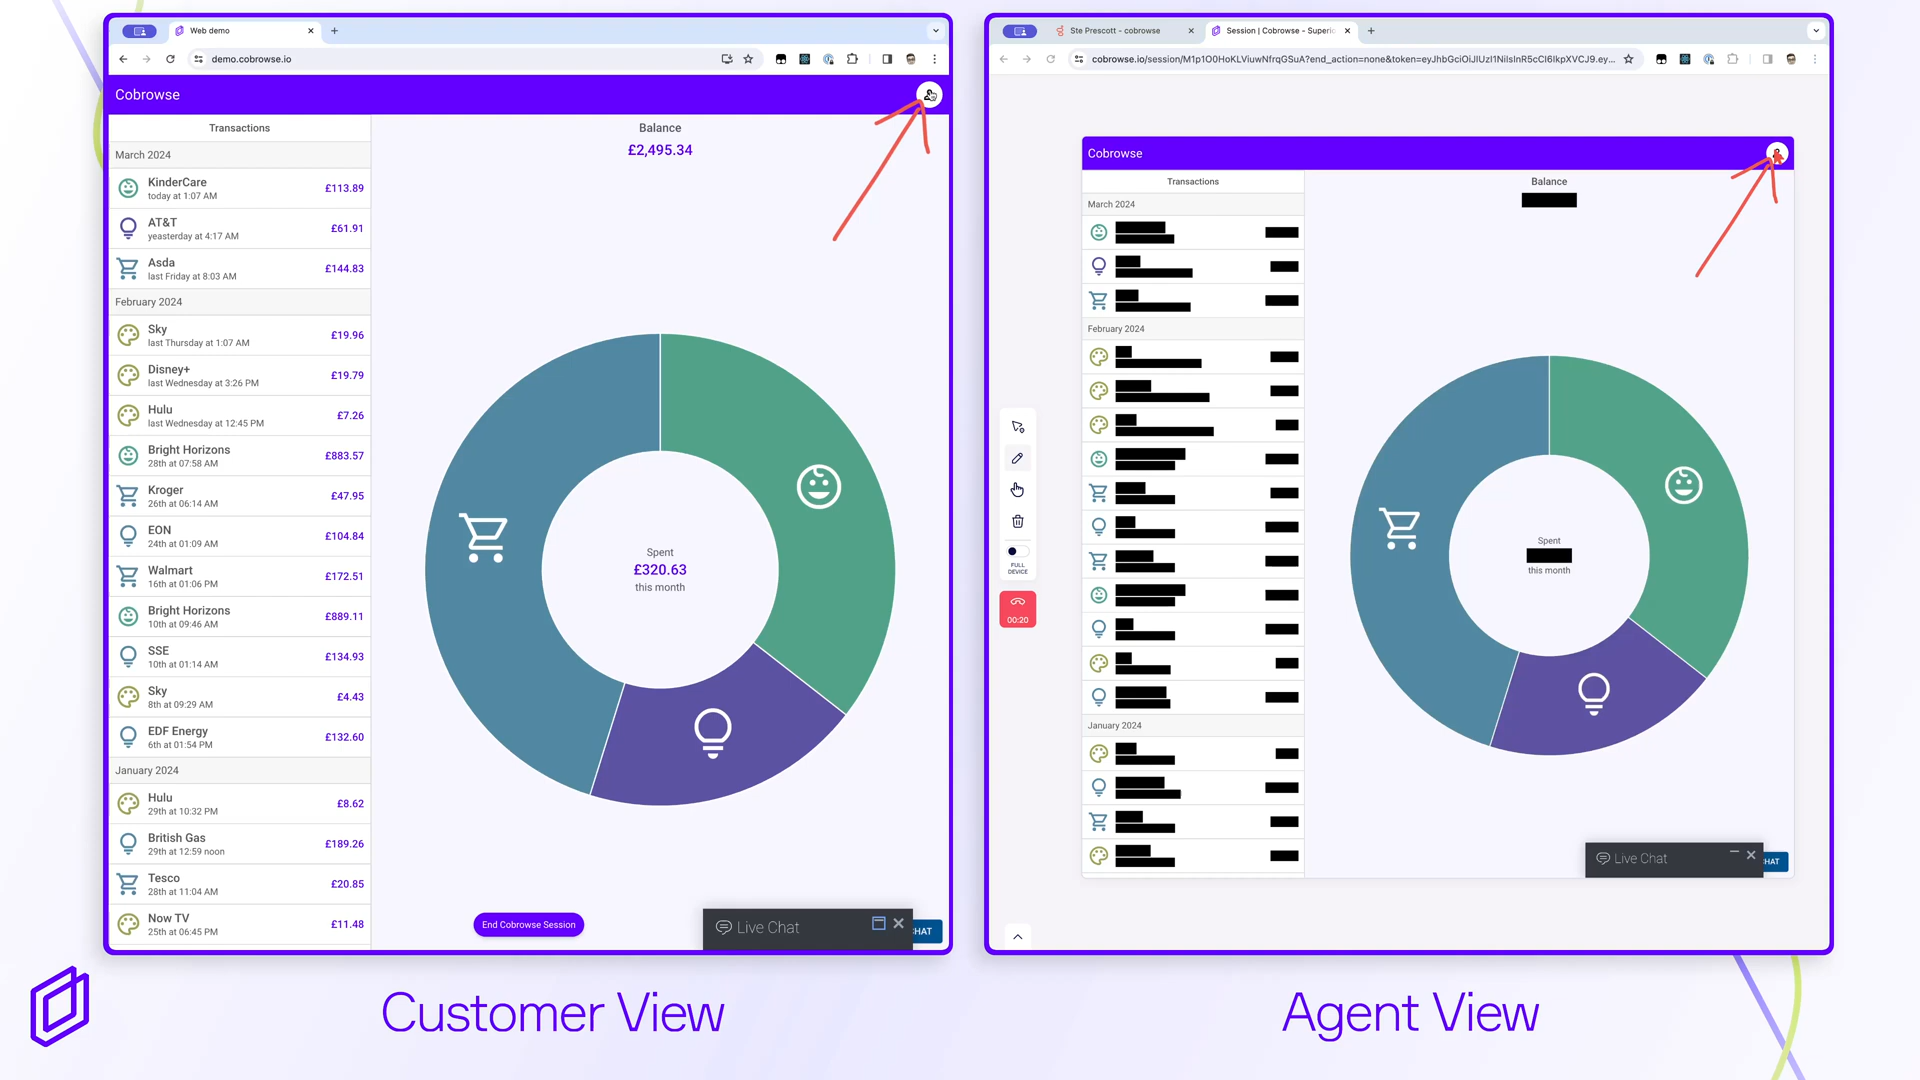 Web demo
demo.cobrowse.io
Cobrowse
Transactions
March 2024
KinderCare
today at 1:07 AM
£113.89
AT&T
yeasterday at 4:17 AM
£61.91
Asda
last Friday at 8:03 AM
£144.83
February 2024
Sky
last Thursday at 1:07 AM
£19.96
Disney+
last Wednesday at 3:26 PM
£19.79
Hulu
last Wednesday at 12:45 PM
£7.26
Bright Horizons
28th at 07:58 AM
£883.57
Kroger
26th at 06:14 AM
£47.95
EON
24th at 01:09 AM
£104.84
Walmart
16th at 01:06 PM
£172.51
Bright Horizons
10th at 09:46 AM
£889.11
SSE
10th at 01:14 AM
£134.93
Sky
8th at 09:29 AM
£4.43
EDF Energy
6th at 01:54 PM
£132.60
January 2024
Hulu
29th at 10:32 PM
£8.62
British Gas
29th at 12:59 noon
£189.26
Tesco
28th at 11:04 AM
£20.85
Now TV
25th at 06:45 PM
£11.48
Balance
£2,495.34
Spent
£320.63
this month
End Cobrowse Session
Live Chat
HAT
Customer View
Ste Prescott - cobrowse
Session | Cobrowse - Superio
cobrowse.io/session/M1p1O0HoKLViuwNfrqGSuA?end_action=none&token=eyJhbGciOiJIUzI1NiIsInR5cCI6IkpXVCJ9.ey...
FULL
DEVICE
00:20
Cobrowse
Transactions
March 2024
February 2024
January 2024
Balance
Spent
this month
Live Chat
HAT
Agent View